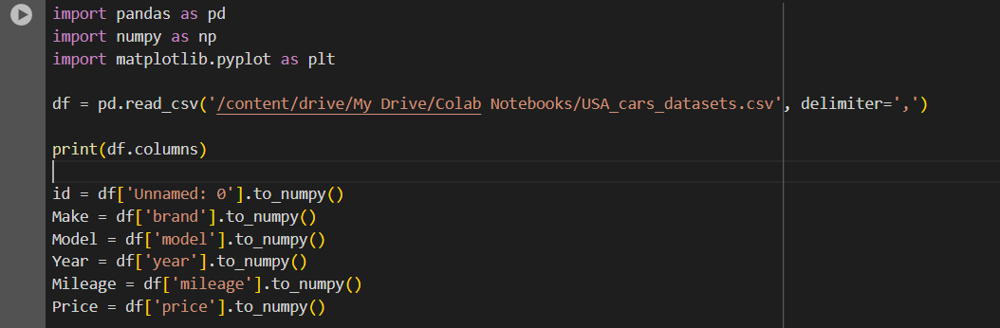 import pandas as pd
import numpy as np
import matplotlib.pyplot as plt
df = pd.read_csv('/content/drive/My Drive/Colab Notebooks/USA_cars_datasets.csv', delimiter=',')
print(df.columns)
id = df['Unnamed: 0'].to_numpy()
Make = df['brand'].to_numpy()
Model = df['model'].to_numpy()
Year = df['year'].to_numpy()
Mileage = df['mileage'].to_numpy()
Price = df['price'].to_numpy()